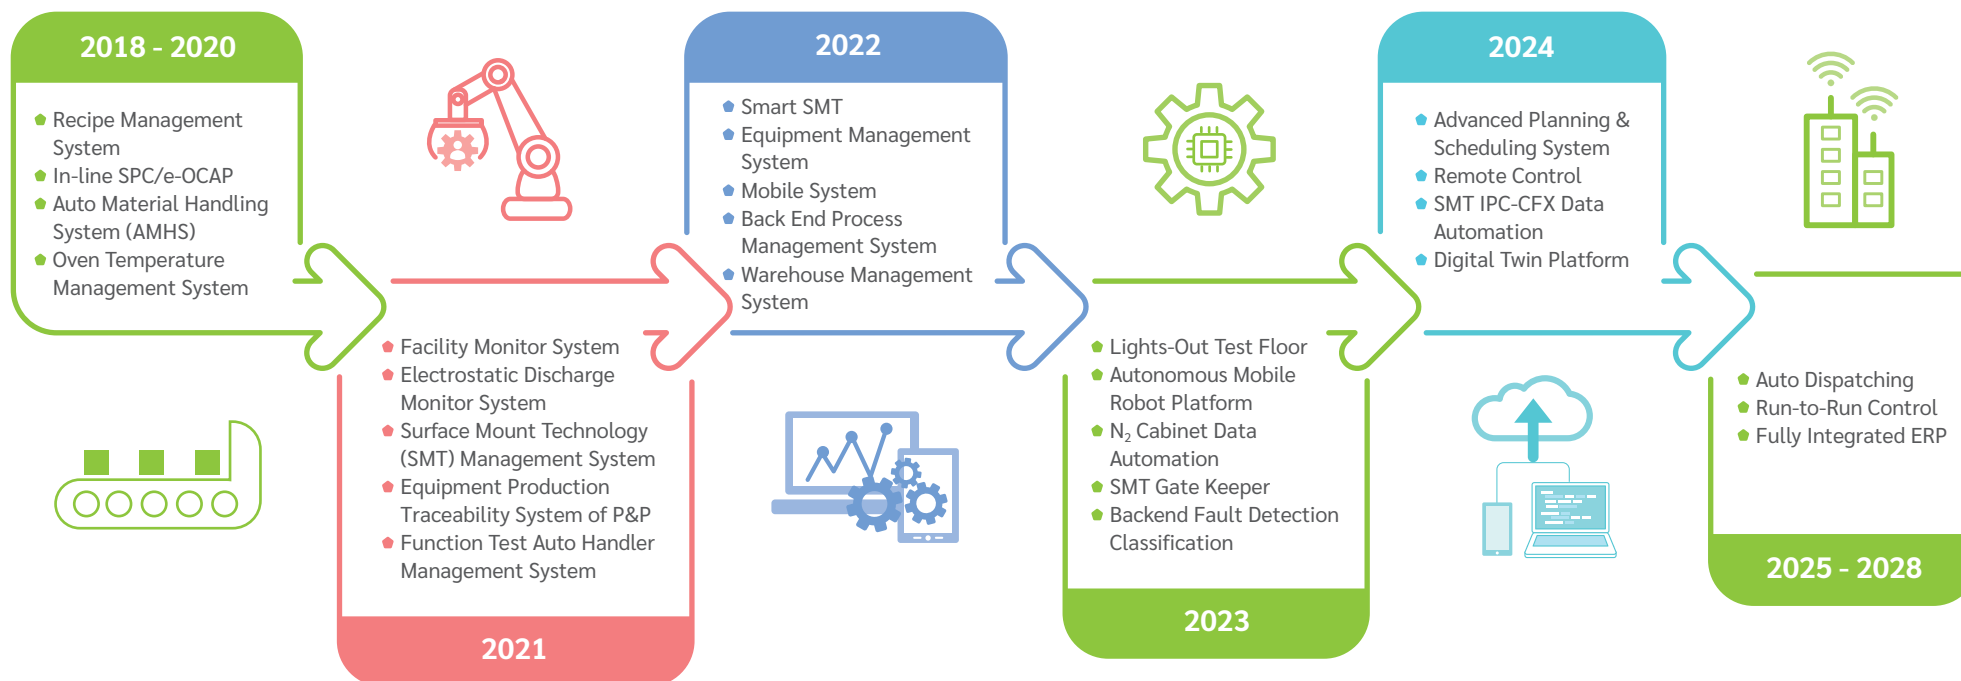 2018 - 2020
Recipe Management
System
In-line SPC/e-OCAP
Auto Material Handling
System (AMHS)
Oven Temperature
Management System
Facility Monitor System
Electrostatic Discharge
Monitor System
Surface Mount Technology
(SMT) Management System
Equipment Production
Traceability System of P&P
Function Test Auto Handler
Management System
2021
2022
Smart SMT
Equipment Management
System
Mobile System
Back End Process
Management System
Warehouse Management
System
Lights-Out Test Floor
Autonomous Mobile
Robot Platform
N₂ Cabinet Data
Automation
SMT Gate Keeper
Backend Fault Detection
Classification
2023
2024
Advanced Planning &
Scheduling System
Remote Control
SMT IPC-CFX Data
Automation
Digital Twin Platform
Auto Dispatching
Run-to-Run Control
Fully Integrated ERP
2025 - 2028